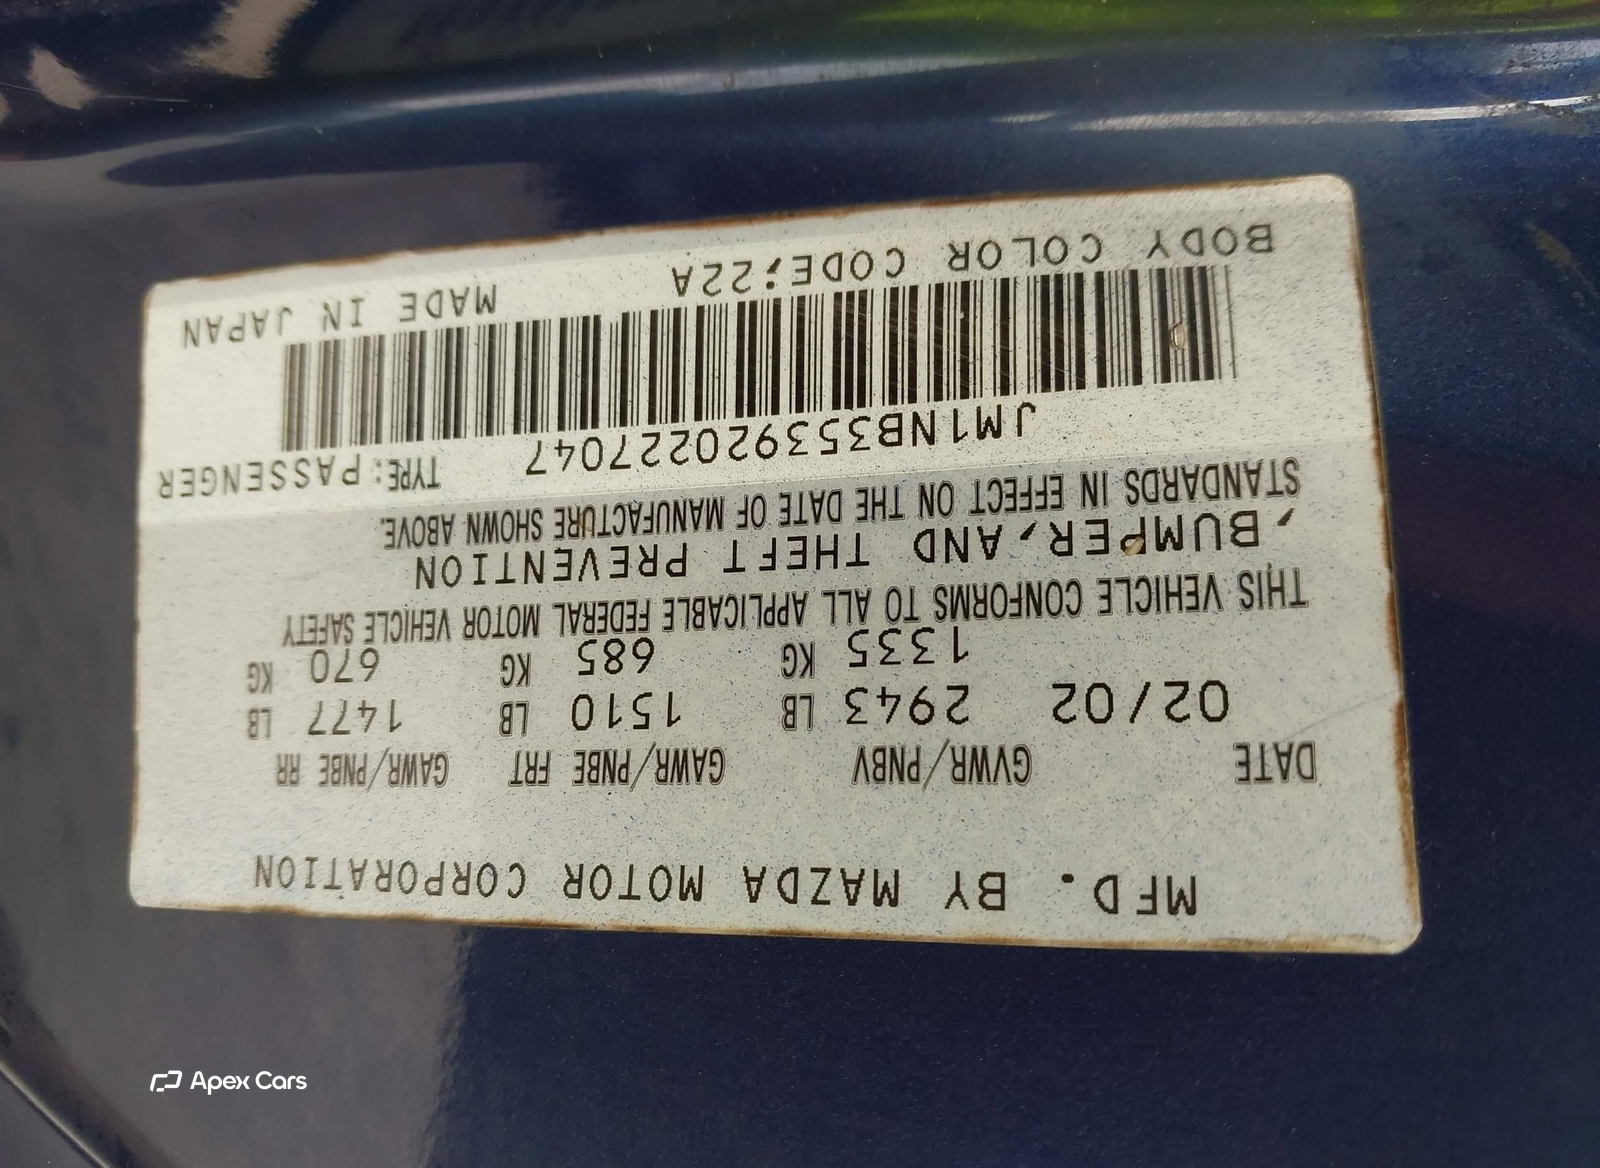 MFD. BY MAZDA MOTOR CORPORATION
DATE GVWR/PNBV GAWR/PNBE FRT GAWR/PNBE RR
02/02 2943 LB 1510 LB 1477 LB
1335 KG 685 KG 670 KG
THIS VEHICLE CONFORMS TO ALL APPLICABLE FEDERAL MOTOR VEHICLE SAFETY
,BUMPER,AND THEFT PREVENTION
STANDARDS IN EFFECT ON THE DATE OF MANUFACTURE SHOWN ABOVE.
JM1NB353920227047 TYPE:PASSENGER
BODY COLOR CODE;22A MADE IN JAPAN
Apex Cars